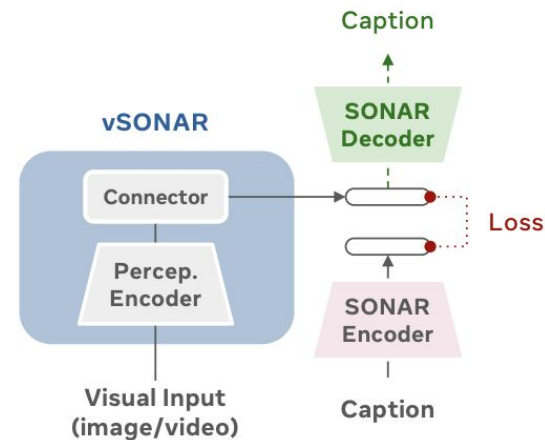 Caption
SONAR
Decoder
vSONAR
Connector
Loss
Percep.
Encoder
SONAR
Encoder
Visual Input
(image/video)
Caption